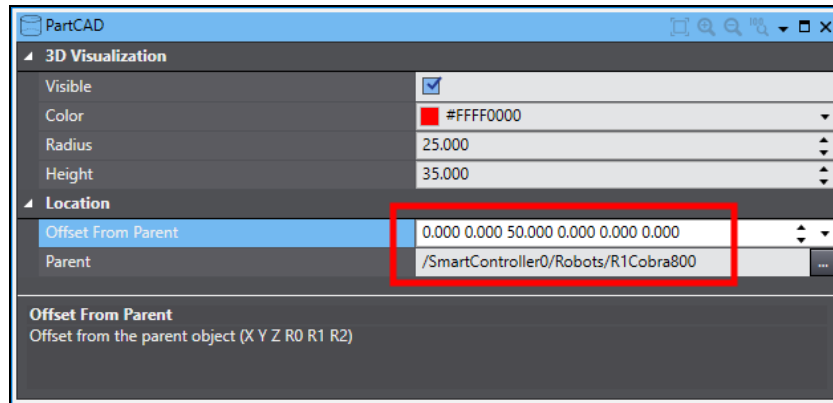 PartCAD
3D Visualization
Visible
Color #FFFF0000
Radius 25.000
Height 35.000
Location
Offset From Parent 0.000 0.000 50.000 0.000 0.000 0.000
Parent /SmartController0/Robots/R1Cobra800 ...
Offset From Parent
Offset from the parent object (X Y Z R0 R1 R2)